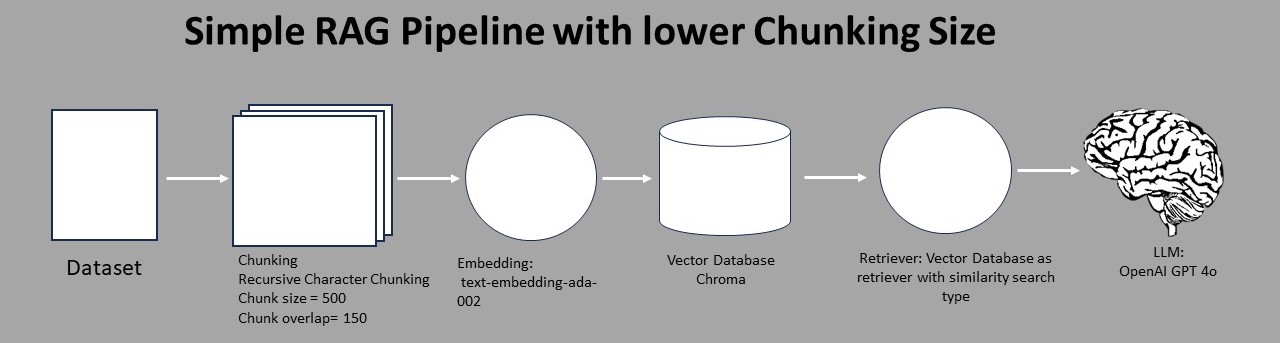 Simple RAG Pipeline with lower Chunking Size
Dataset
Chunking
Recursive Character Chunking
Chunk size = 500
Chunk overlap= 150
Embedding:
text-embedding-ada-
002
Vector Database
Chroma
Retriever: Vector Database as
retriever with similarity search
type
LLM:
OpenAI GPT 4o